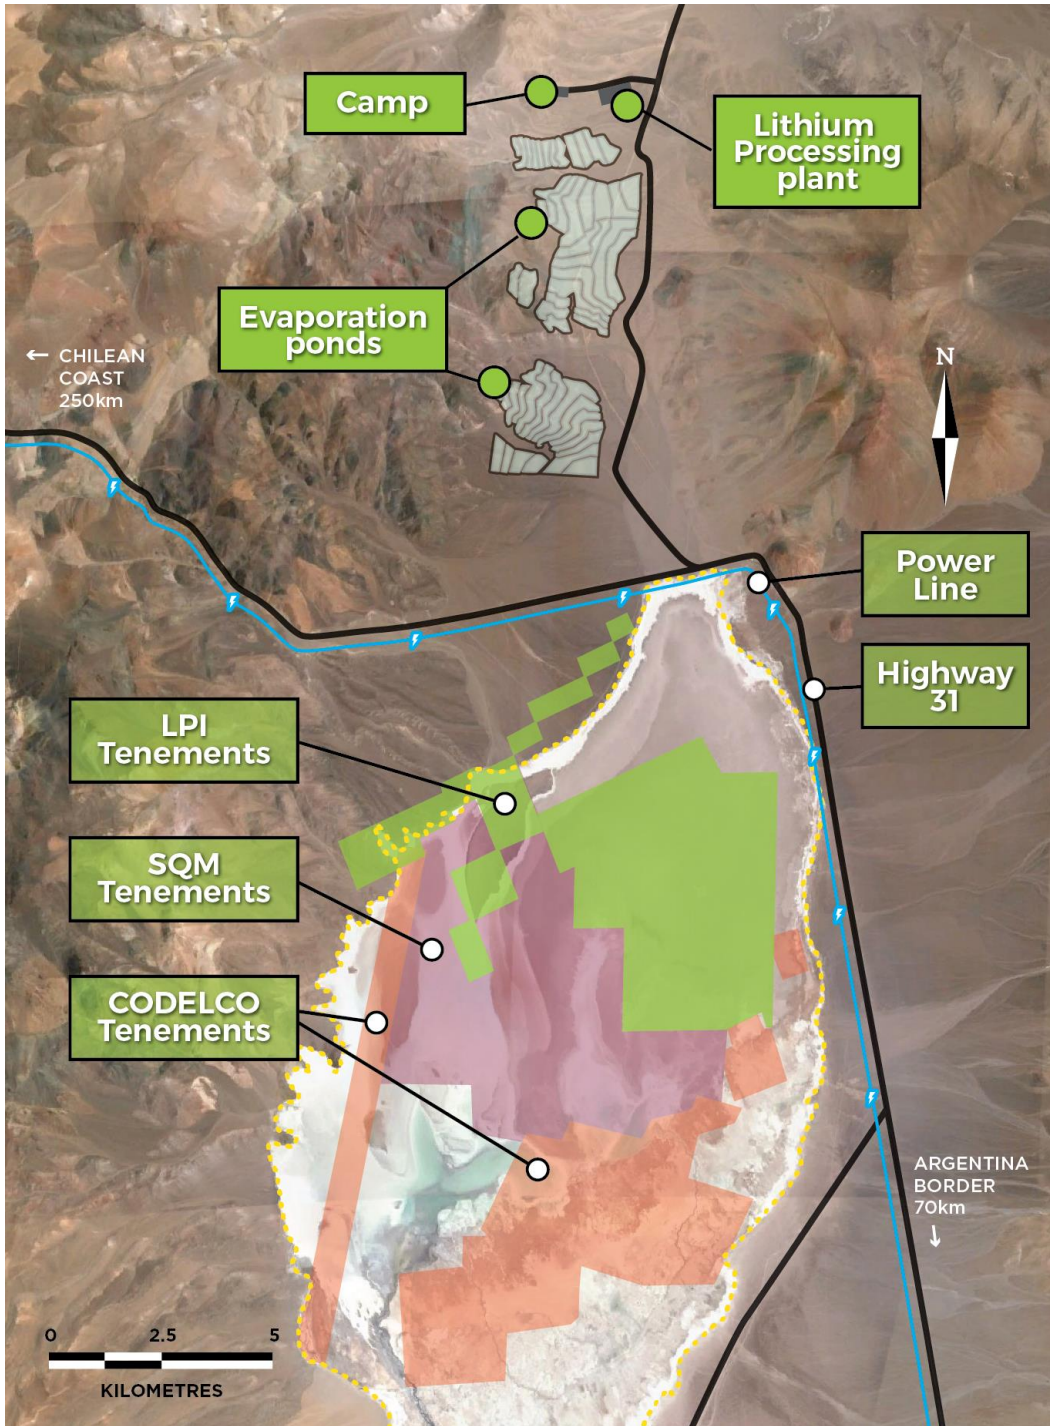 Camp
Lithium
Processing
plant
Evaporation
ponds
← CHILEAN
COAST
250km
N
Power
Line
Highway
31
LPI
Tenements
SQM
Tenements
CODELCO
Tenements
ARGENTINA
BORDER
70km
↓
0 2.5 5
KILOMETRES